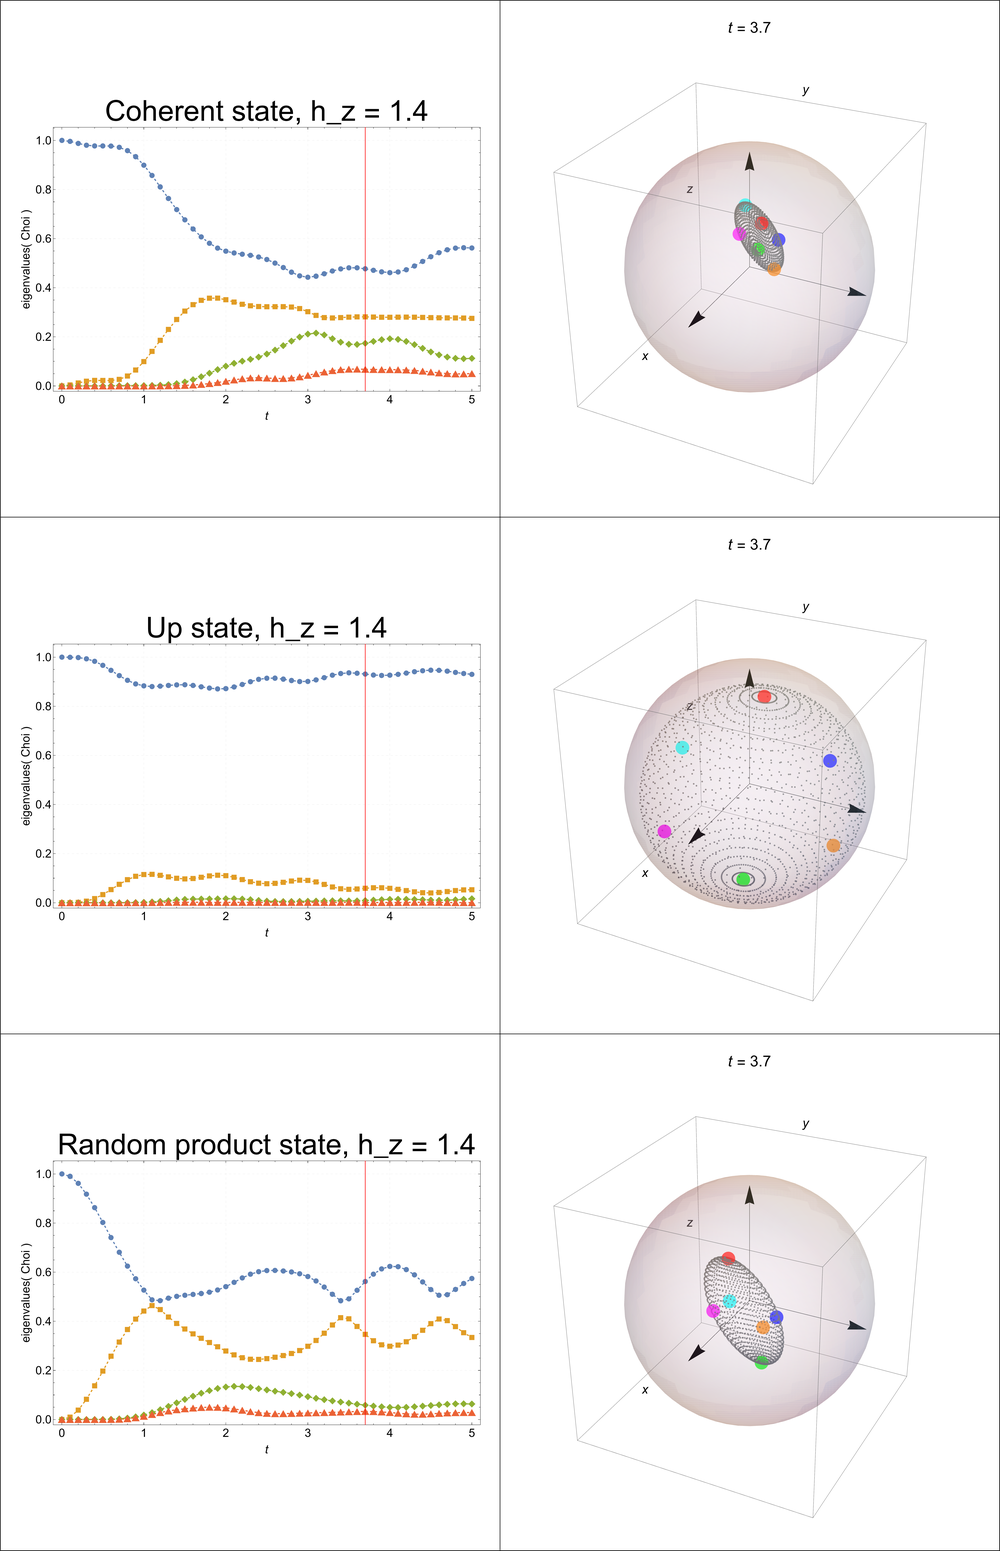 t = 3.7
y
Coherent state, h_z = 1.4
1.0
0.8
0.6
0.4
0.2
0.0
eigenvalues( Choi )
0 1 2 3 4 5
t
z
x
t = 3.7
y
Up state, h_z = 1.4
1.0
0.8
0.6
0.4
0.2
0.0
eigenvalues( Choi )
0 1 2 3 4 5
t
z
x
t = 3.7
y
Random product state, h_z = 1.4
1.0
0.8
0.6
0.4
0.2
0.0
eigenvalues( Choi )
0 1 2 3 4 5
t
z
x